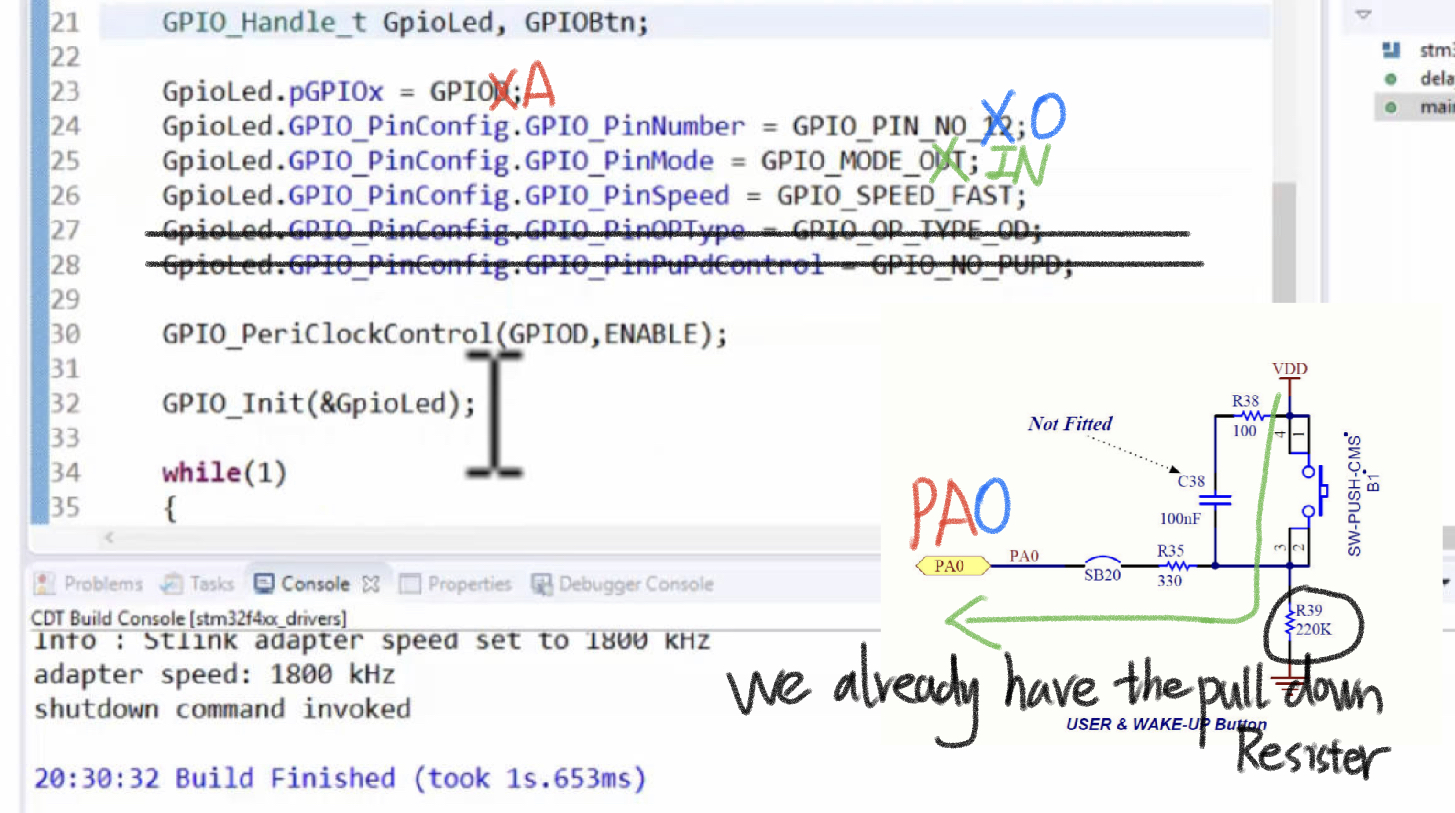 21 GPIO_Handle_t GpioLed, GPIOBtn;
22
23 GpioLed.pGPIOx = GPIOD; A
24 GpioLed.GPIO_PinConfig.GPIO_PinNumber = GPIO_PIN_NO_12; 0
25 GpioLed.GPIO_PinConfig.GPIO_PinMode = GPIO_MODE_OUT; IN
26 GpioLed.GPIO_PinConfig.GPIO_PinSpeed = GPIO_SPEED_FAST;
27 GpioLed.GPIO_PinConfig.GPIO_PinOPType = GPIO_OP_TYPE_OD;
28 GpioLed.GPIO_PinConfig.GPIO_PinPuPdControl = GPIO_NO_PUPD;
29
30 GPIO_PeriClockControl(GPIOD,ENABLE);
31
32 GPIO_Init(&GpioLed);
33
34 while(1)
35 {
stm3
dela
mai
VDD
R38
100
4 1
Not Fitted
C38
100nF
SW-PUSH-CMS
B1
PA0
PA0
PA0
SB20
R35
330
3 2
R39
220K
we already have the pull down
Resister
USER & WAKE-UP Button
Problems Tasks Console Properties Debugger Console
CDT Build Console [stm32f4xx_drivers]
Info : Stlink adapter speed set to 1800 kHz
adapter speed: 1800 kHz
shutdown command invoked
20:30:32 Build Finished (took 1s.653ms)